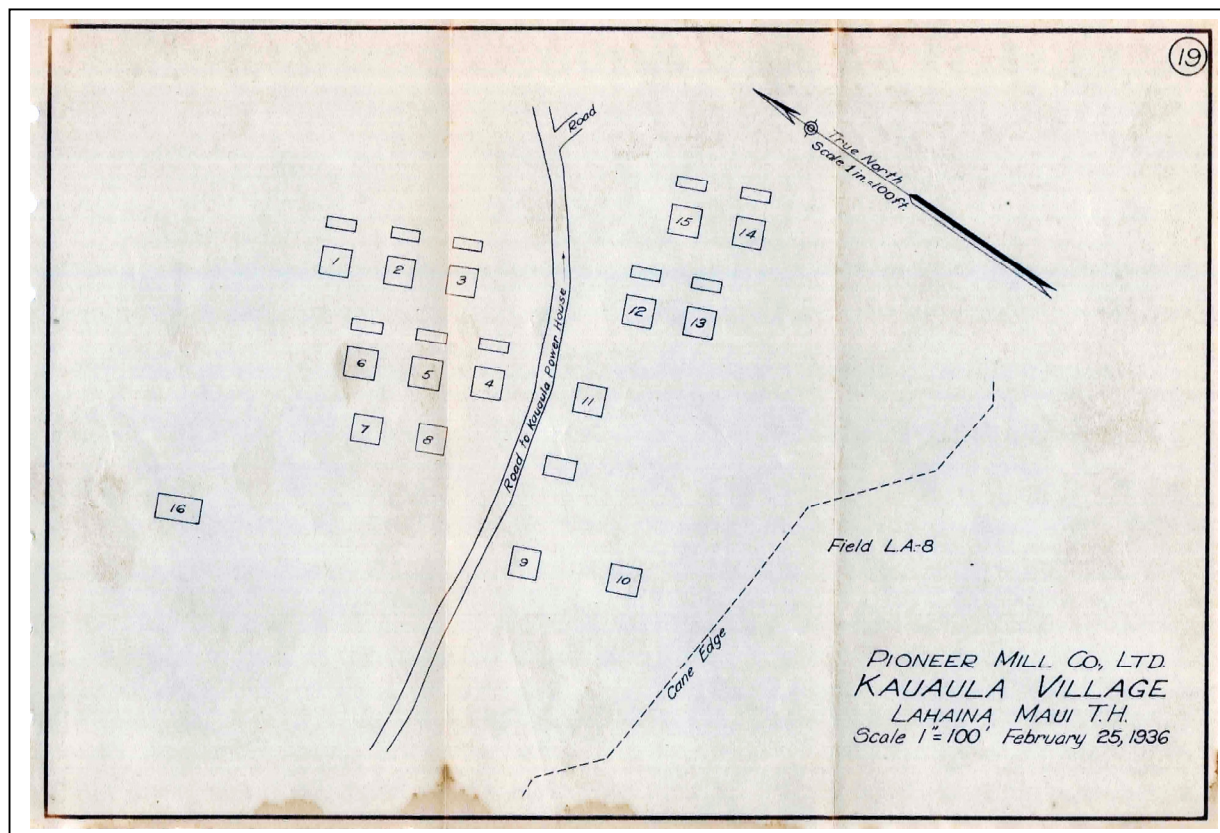 19
Road
True North
Scale 1 in.=100ft.
15
14
1
2
3
12
13
Road to Kauaula Power House
6
5
4
11
7
8
16
9
10
Field L.A-8
Cane Edge
PIONEER MILL CO., LTD.
KAUAULA VILLAGE
LAHAINA MAUI T.H.
Scale 1"=100' February 25, 1936